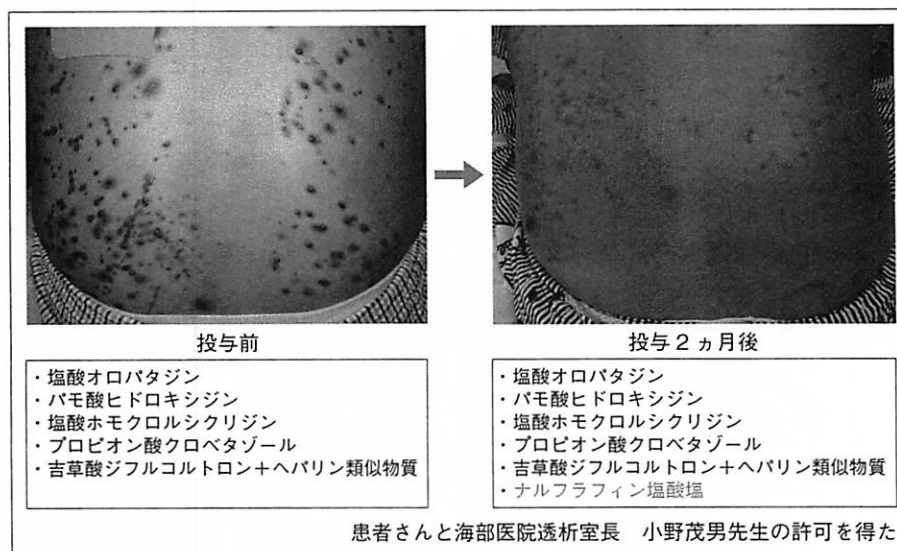 投与前
・塩酸オロパタジン
・パモ酸ヒドロキシジン
・塩酸ホモクロルシクリジン
・プロピオン酸クロベタゾール
・吉草酸ジフルコルトロン＋ヘパリン類似物質
投与2ヵ月後
・塩酸オロパタジン
・パモ酸ヒドロキシジン
・塩酸ホモクロルシクリジン
・プロピオン酸クロベタゾール
・吉草酸ジフルコルトロン＋ヘパリン類似物質
・ナルフラフィン塩酸塩
患者さんと海部医院透析室長　小野茂男先生の許可を得た